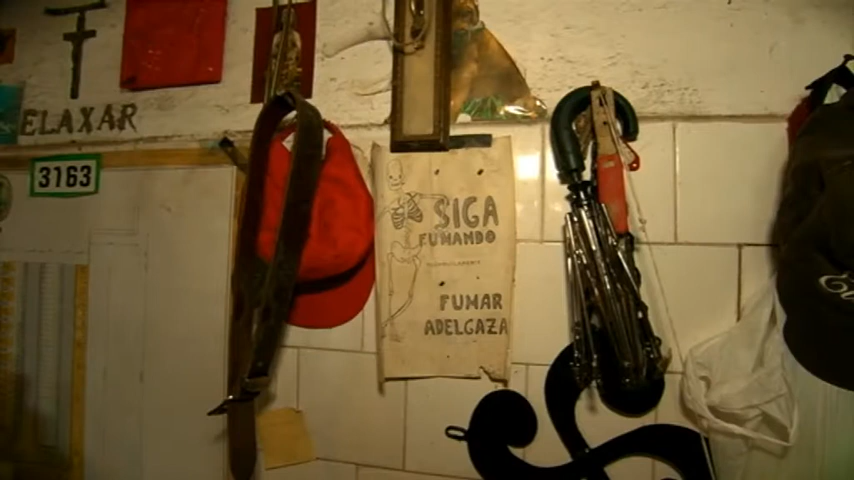 ELAXAR
3163
SIGA
FUMANDO
FUMAR
ADELGAZA